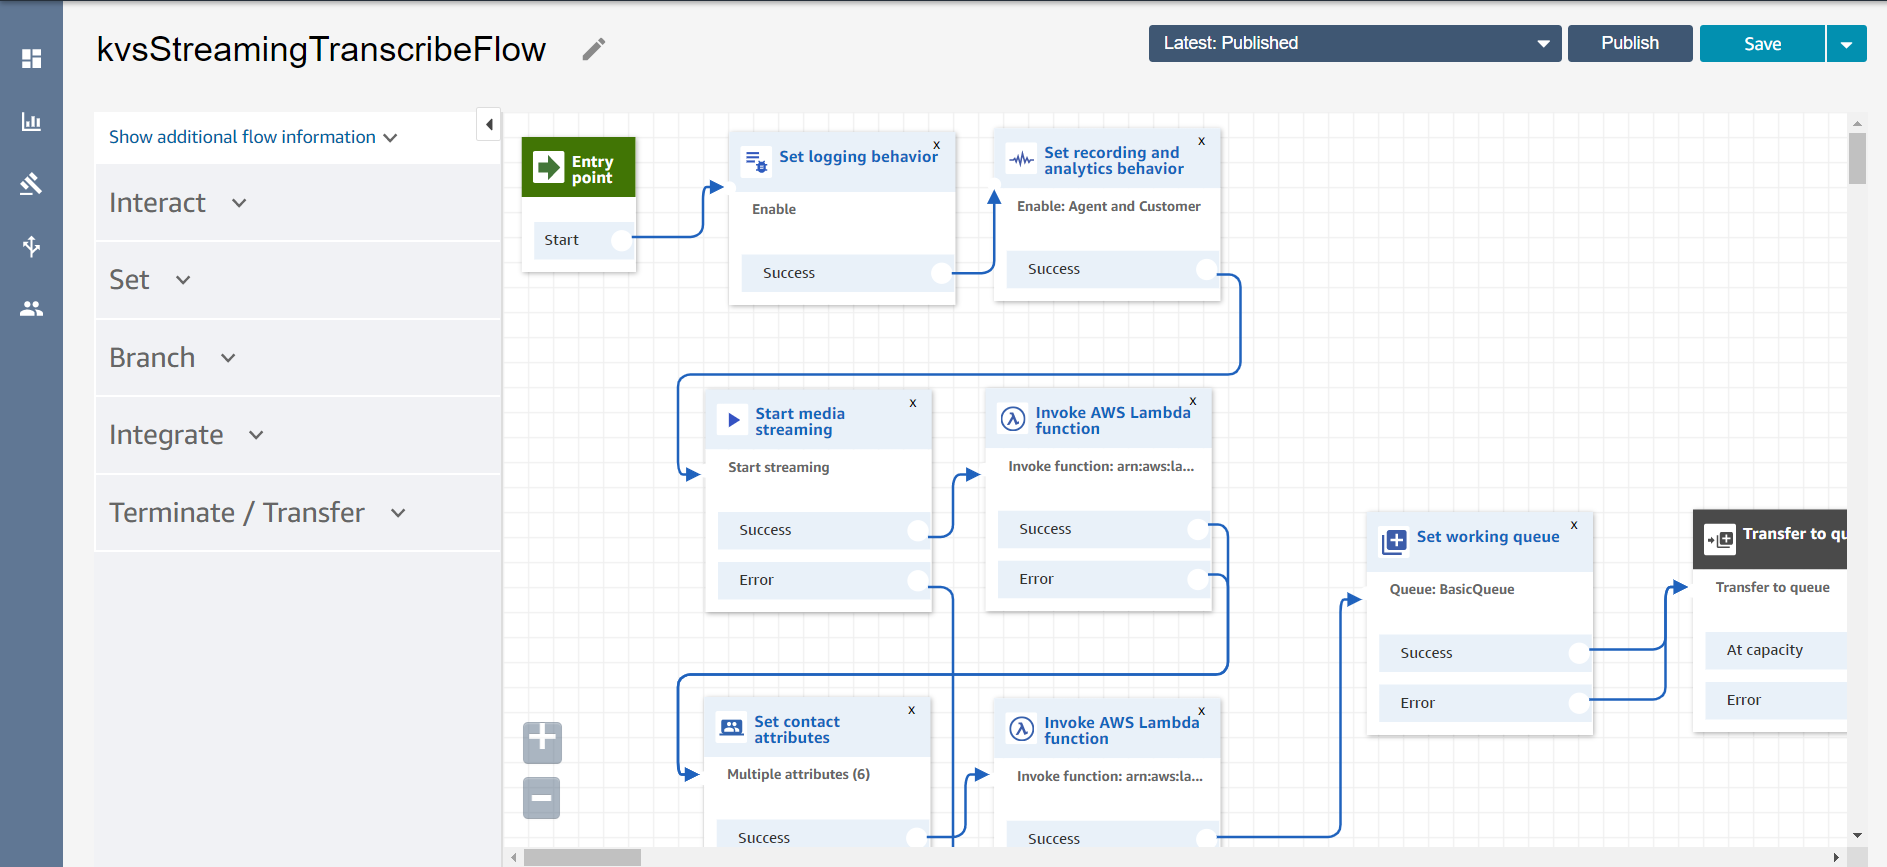 kvsStreamingTranscribeFlow
Latest: Published
Publish
Save
Show additional flow information
Interact
Set
Branch
Integrate
Terminate / Transfer
Entry
point
Start
Set logging behavior
x
Enable
Success
Set recording and
analytics behavior
x
Enable: Agent and Customer
Success
Start media
streaming
x
Start streaming
Success
Error
Invoke AWS Lambda
function
x
Invoke function: arn:aws:la...
Success
Error
Set working queue
x
Queue: BasicQueue
Success
Error
Transfer to qu
Transfer to queue
At capacity
Error
Set contact
attributes
x
Multiple attributes (6)
Success
Invoke AWS Lambda
function
x
Invoke function: arn:aws:la...
Success